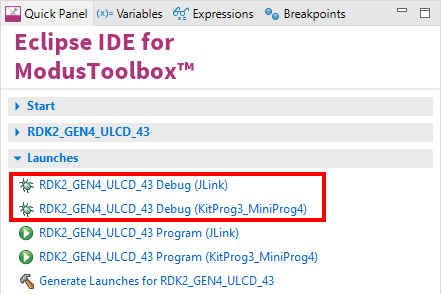 Quick Panel (x)= Variables Expressions Breakpoints
Eclipse IDE for
ModusToolbox™
Start
RDK2_GEN4_ULCD_43
Launches
RDK2_GEN4_ULCD_43 Debug (JLink)
RDK2_GEN4_ULCD_43 Debug (KitProg3_MiniProg4)
RDK2_GEN4_ULCD_43 Program (JLink)
RDK2_GEN4_ULCD_43 Program (KitProg3_MiniProg4)
Generate Launches for RDK2_GEN4_ULCD_43